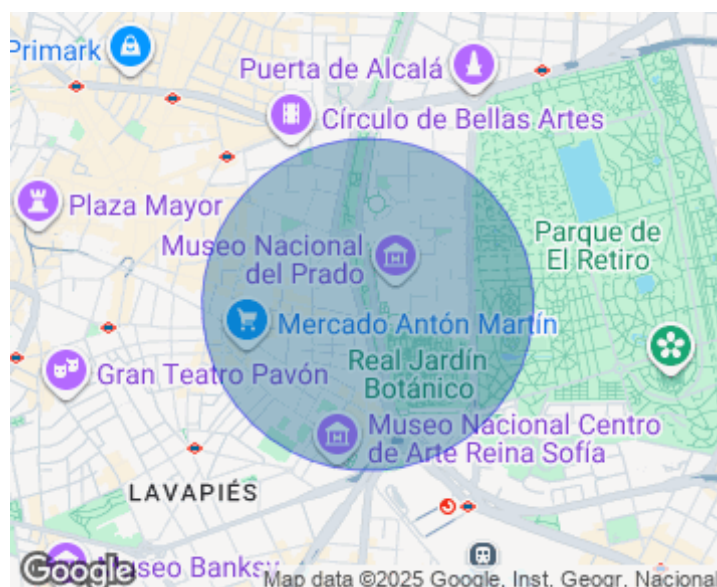 Primark
Puerta de Alcalá
Círculo de Bellas Artes
Plaza Mayor
Museo Nacional
del Prado
Parque de
El Retiro
Mercado Antón Martín
Real Jardín
Botánico
Gran Teatro Pavón
Museo Nacional Centro
de Arte Reina Sofía
LAVAPIÉS
Museo Banksy
Google
Map data ©2025 Google, Inst. Geogr. Nacional